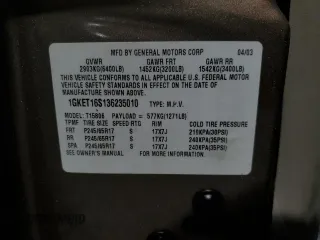 MFD BY GENERAL MOTORS CORP 04/03
GVWR GAWR FRT GAWR RR
2903KG(6400LB) 1452KG(3200LB) 1542KG(3400LB)
THIS VEHICLE CONFORMS TO ALL APPLICABLE U.S. FEDERAL MOTOR
VEHICLE SAFETY STANDARDS IN EFFECT ON THE DATE OF
MANUFACTURE SHOWN ABOVE.
1GKET16S136235010 TYPE: M.P.V.
MODEL: T15806 PAYLOAD = 577KG(1271LB)
TPMF TIRE SIZE SPEED RTG RIM COLD TIRE PRESSURE
FRT P245/65R17 S 17X7J 210KPA(30PSI)
RR P245/65R17 S 17X7J 240KPA(35PSI)
SPA P245/65R17 S 17X7J 240KPA(35PSI)
SEE OWNER'S MANUAL FOR MORE INFORMATION.